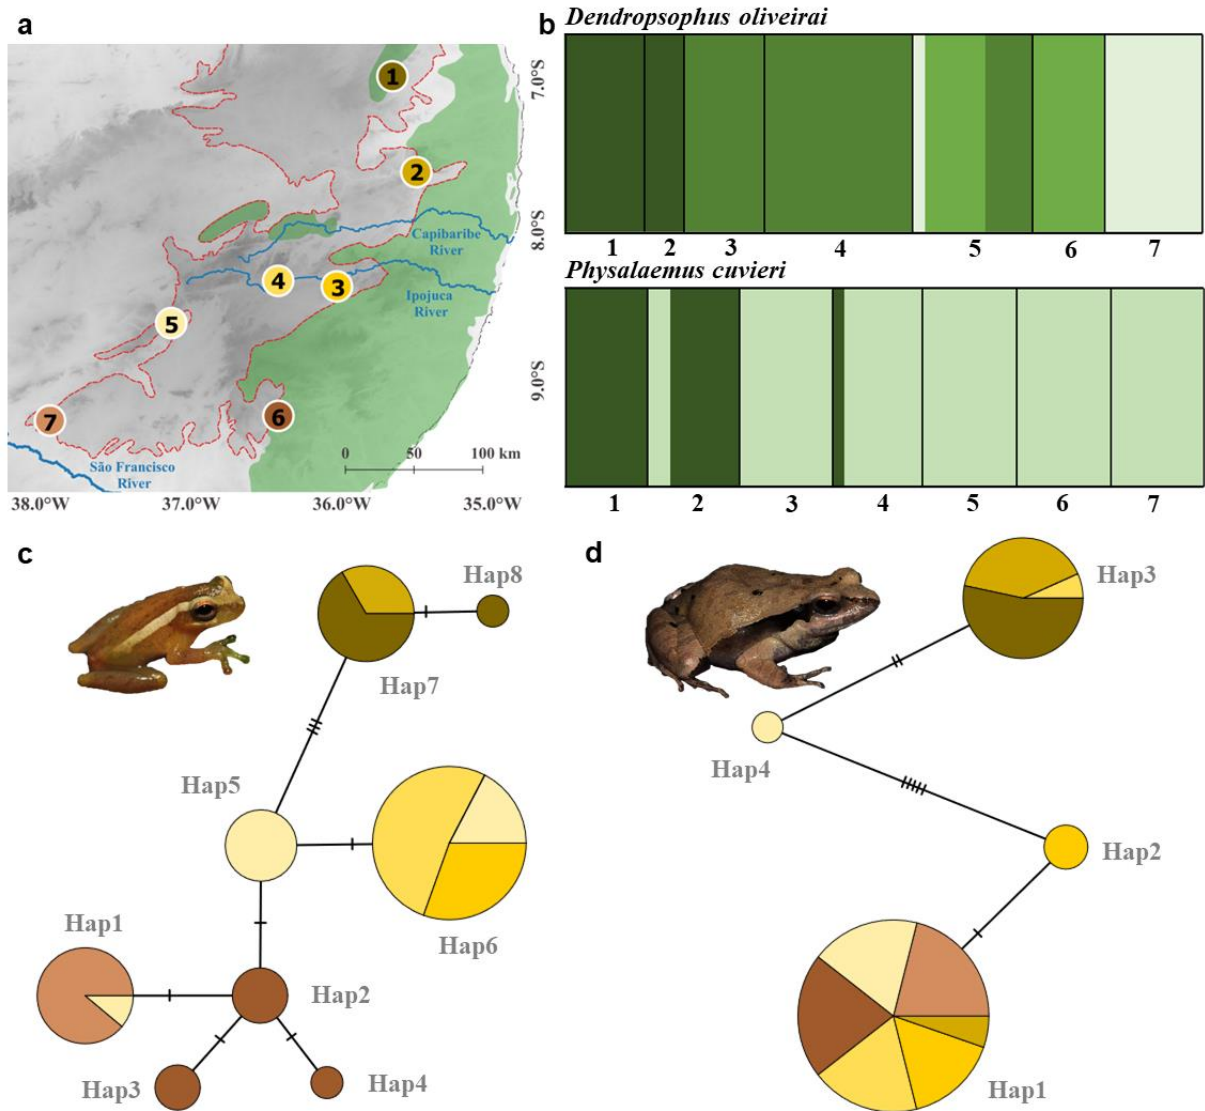 a
1
2
3
4
5
6
7
Capibaribe
River
Ipojuca
River
São Francisco
River
0 50 100 km
7.0°S
8.0°S
9.0°S
38.0°W 37.0°W 36.0°W 35.0°W
b
Dendropsophus oliveirai
1 2 3 4 5 6 7
Physalaemus cuvieri
1 2 3 4 5 6 7
c
Hap8
Hap7
Hap5
Hap6
Hap1
Hap2
Hap3
Hap4
d
Hap3
Hap4
Hap2
Hap1